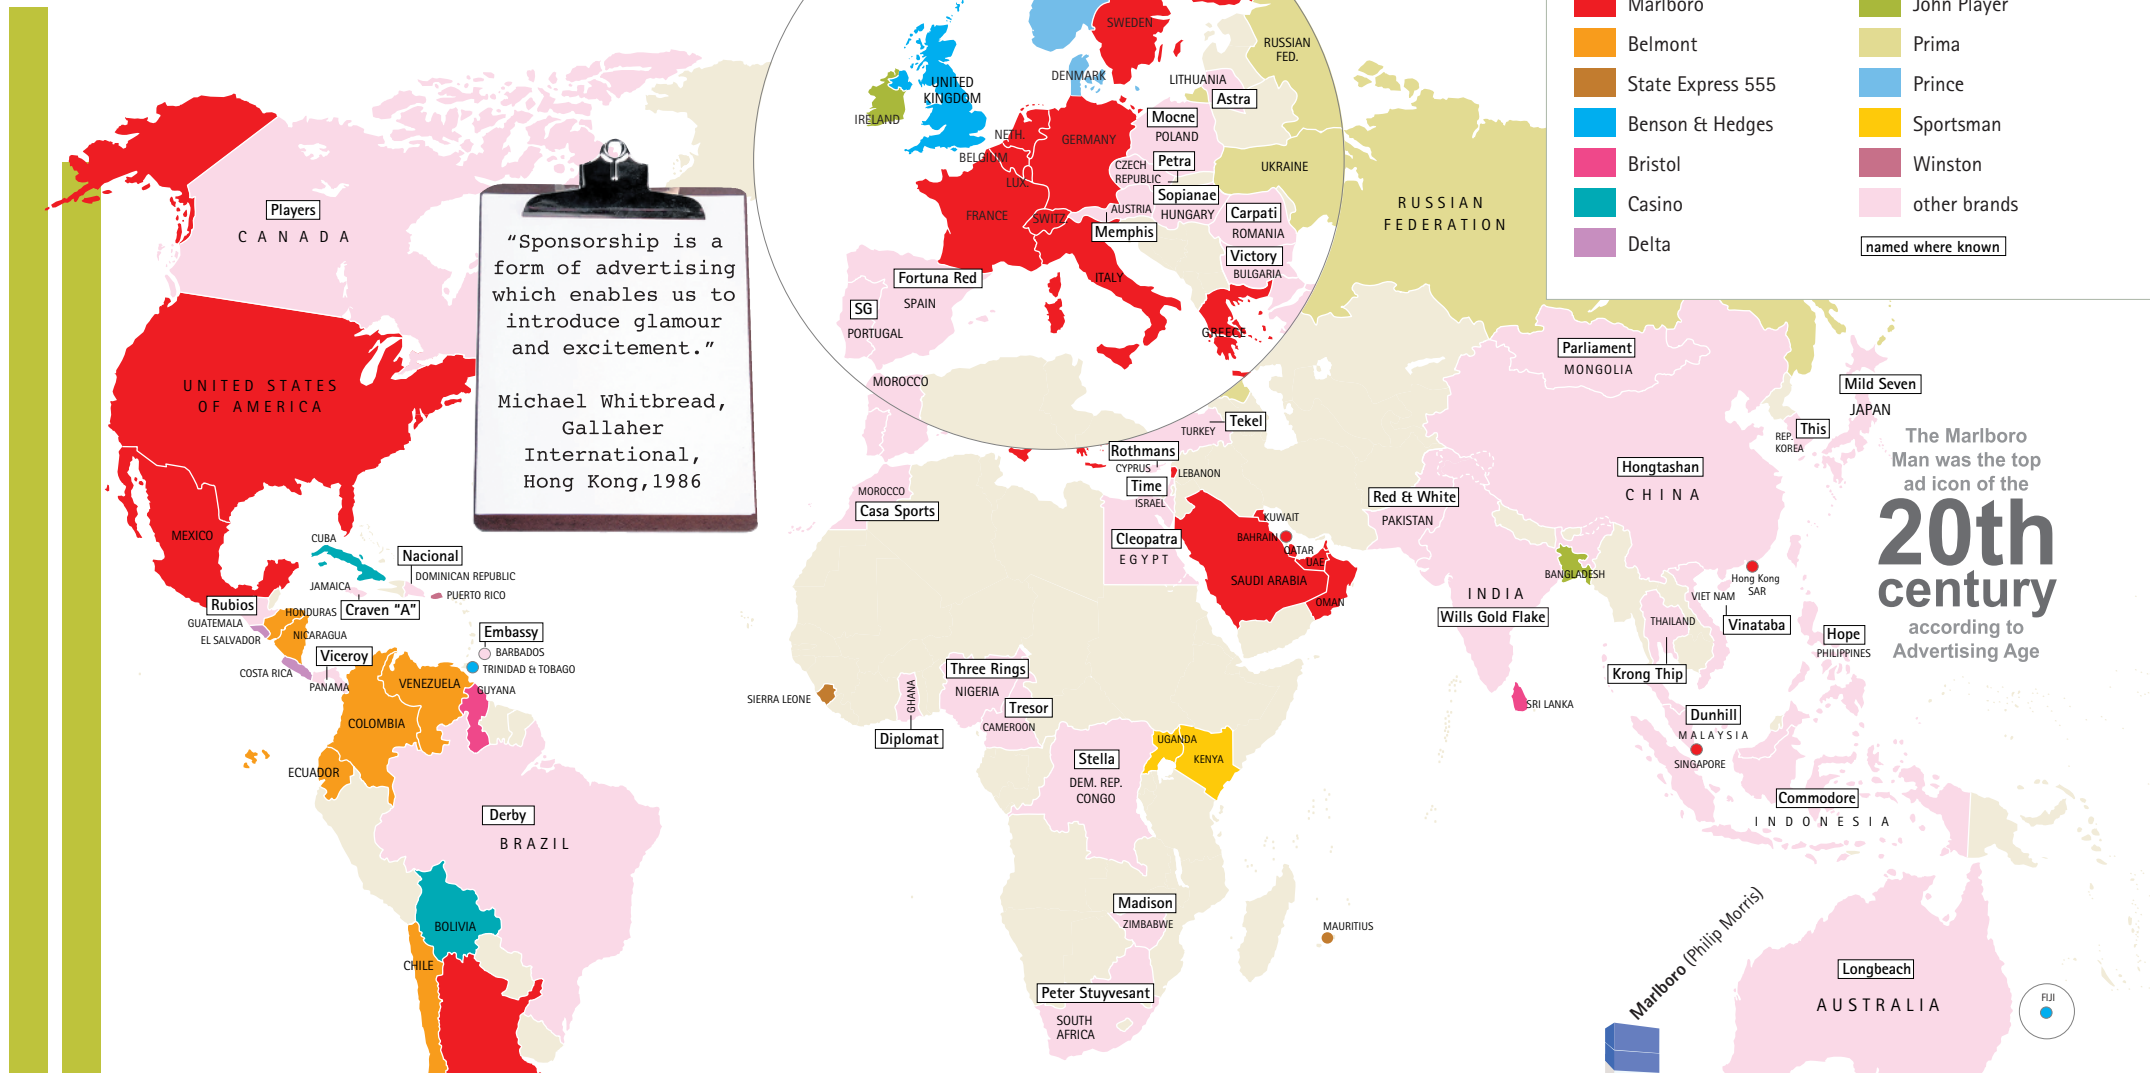 Marlboro
Belmont
State Express 555
Benson & Hedges
Bristol
Casino
Delta
John Player
Prima
Prince
Sportsman
Winston
other brands
named where known
Players
CANADA
UNITED STATES
OF AMERICA
MEXICO
"Sponsorship is a
form of advertising
which enables us to
introduce glamour
and excitement."
Michael Whitbread,
Gallaher
International,
Hong Kong,1986
SWEDEN
RUSSIAN
FED.
DENMARK
LITHUANIA
Astra
UNITED
KINGDOM
IRELAND
NETH.
BELGIUM
LUX.
GERMANY
Mocne
POLAND
Petra
CZECH
REPUBLIC
UKRAINE
Sopianae
HUNGARY
AUSTRIA
Memphis
Carpati
ROMANIA
Victory
BULGARIA
FRANCE
SWITZ
ITALY
GREECE
Fortuna Red
SPAIN
SG
PORTUGAL
MOROCCO
RUSSIAN
FEDERATION
Parliament
MONGOLIA
Mild Seven
JAPAN
This
REP.
KOREA
Hongtashan
CHINA
Tekel
TURKEY
Rothmans
CYPRUS
LEBANON
Time
ISRAEL
Cleopatra
EGYPT
MOROCCO
Casa Sports
KUWAIT
BAHRAIN
QATAR
UAE
SAUDI ARABIA
OMAN
Red & White
PAKISTAN
INDIA
Wills Gold Flake
BANGLADESH
SRI LANKA
Hong Kong
SAR
VIET NAM
Vinataba
THAILAND
Krong Thip
Hope
PHILIPPINES
Dunhill
MALAYSIA
SINGAPORE
Commodore
INDONESIA
The Marlboro
Man was the top
ad icon of the
20th
century
according to
Advertising Age
CUBA
Nacional
DOMINICAN REPUBLIC
JAMAICA
Craven "A"
PUERTO RICO
Rubios
GUATEMALA
HONDURAS
EL SALVADOR
NICARAGUA
COSTA RICA
Viceroy
PANAMA
Embassy
BARBADOS
TRINIDAD & TOBAGO
VENEZUELA
GUYANA
COLOMBIA
ECUADOR
Derby
BRAZIL
BOLIVIA
CHILE
SIERRA LEONE
GHANA
Diplomat
Three Rings
NIGERIA
Tresor
CAMEROON
Stella
DEM. REP.
CONGO
UGANDA
KENYA
Madison
ZIMBABWE
MAURITIUS
Peter Stuyvesant
SOUTH
AFRICA
Marlboro (Philip Morris)
Longbeach
AUSTRALIA
FIJI